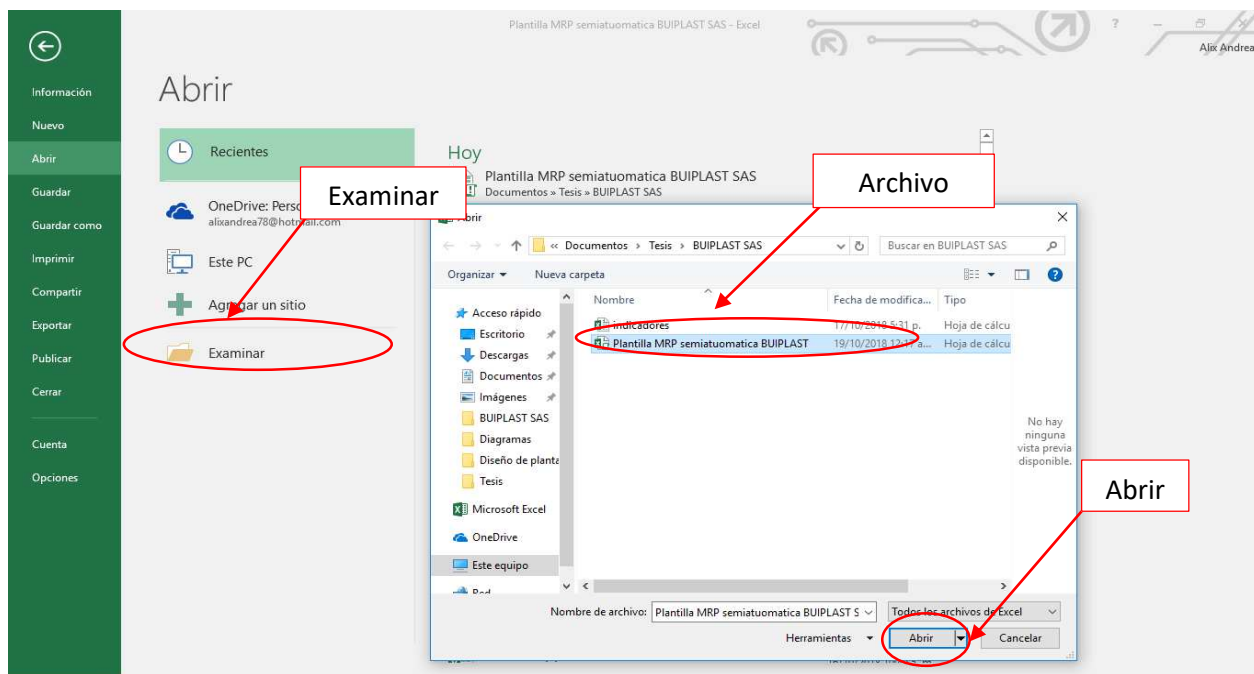 Plantilla MRP semiatuomatica BUIPLAST SAS - Excel
?
Alix Andrea
Información
Nuevo
Abrir
Guardar
Guardar como
Imprimir
Compartir
Exportar
Publicar
Cerrar
Cuenta
Opciones
Abrir
Recientes
OneDrive: Perso
alixandrea78@hotmail.com
Este PC
Agregar un sitio
Examinar
Hoy
Plantilla MRP semiatuomatica BUIPLAST SAS
Documentos » Tesis » BUIPLAST SAS
Examinar
Archivo
Abrir
Abrir
« Documentos › Tesis › BUIPLAST SAS
Buscar en BUIPLAST SAS
Organizar
Nueva carpeta
Nombre
Fecha de modifica...
Tipo
Acceso rápido
Escritorio
Descargas
Documentos
Imágenes
BUIPLAST SAS
Diagramas
Diseño de planta
Tesis
Microsoft Excel
OneDrive
Este equipo
Red
indicadores
17/10/2018 5:31 p.
Hoja de cálcu
Plantilla MRP semiatuomatica BUIPLAST
19/10/2018 12:17 a...
Hoja de cálcu
No hay
ninguna
vista previa
disponible.
Nombre de archivo:
Plantilla MRP semiatuomatica BUIPLAST S
Todos los archivos de Excel
Herramientas
Abrir
Cancelar